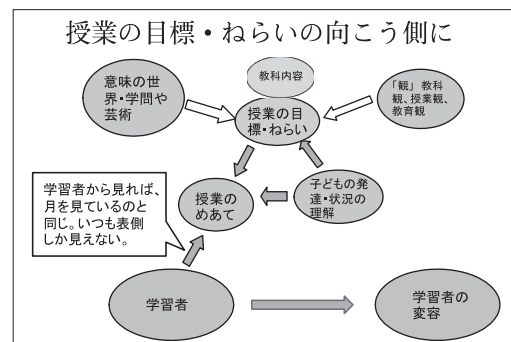 授業の目標・ねらいの向こう側に
意味の世
界・学問や
芸術
教科内容
授業の目
標・ねらい
「観」教科
観、授業観、
教育観
学習者から見れば、
月を見ているのと
同じ。いつも表側
しか見えない。
授業の
めあて
子どもの発
達・状況の
理解
学習者
学習者の
変容